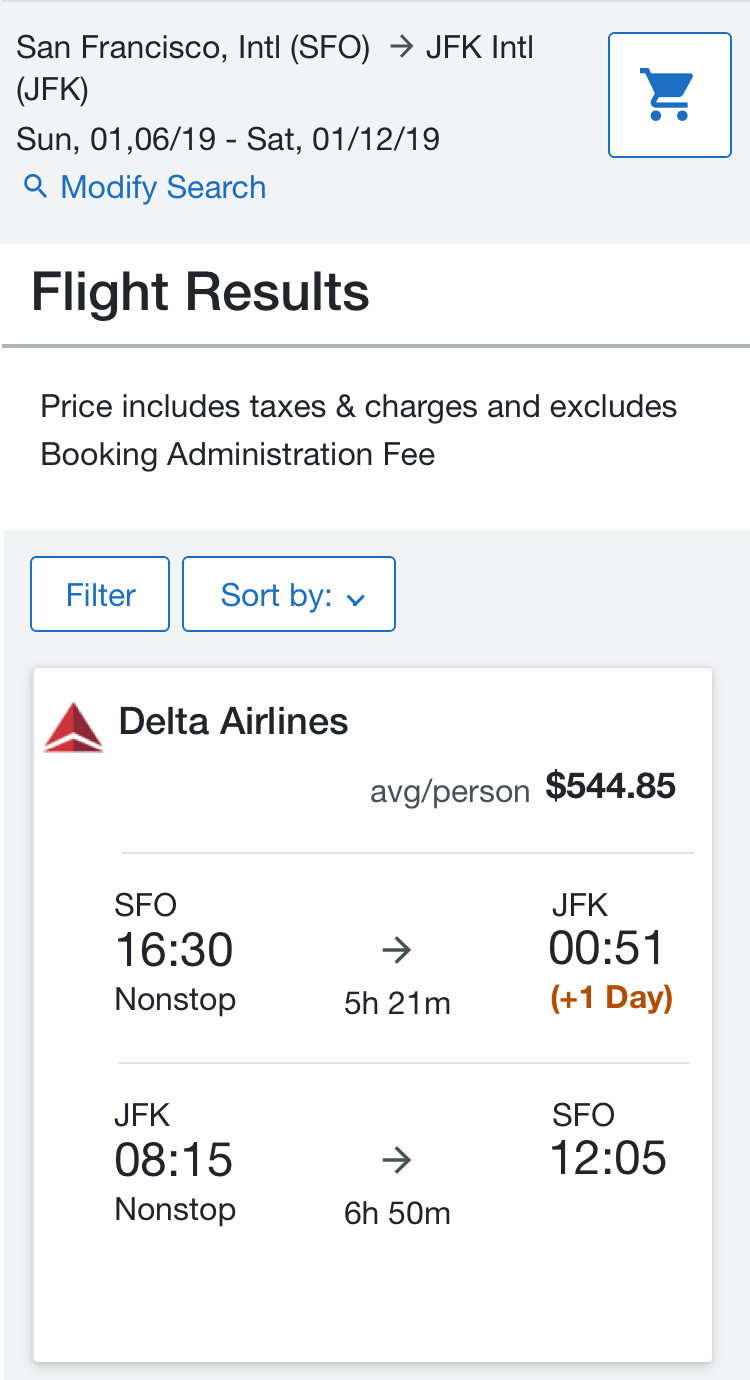 San Francisco, Intl (SFO) → JFK Intl
(JFK)
Sun, 01,06/19 - Sat, 01/12/19
Modify Search
Flight Results
Price includes taxes & charges and excludes
Booking Administration Fee
Filter
Sort by:
Delta Airlines
avg/person $544.85
SFO → JFK
16:30 00:51
Nonstop 5h 21m (+1 Day)
JFK → SFO
08:15 12:05
Nonstop 6h 50m